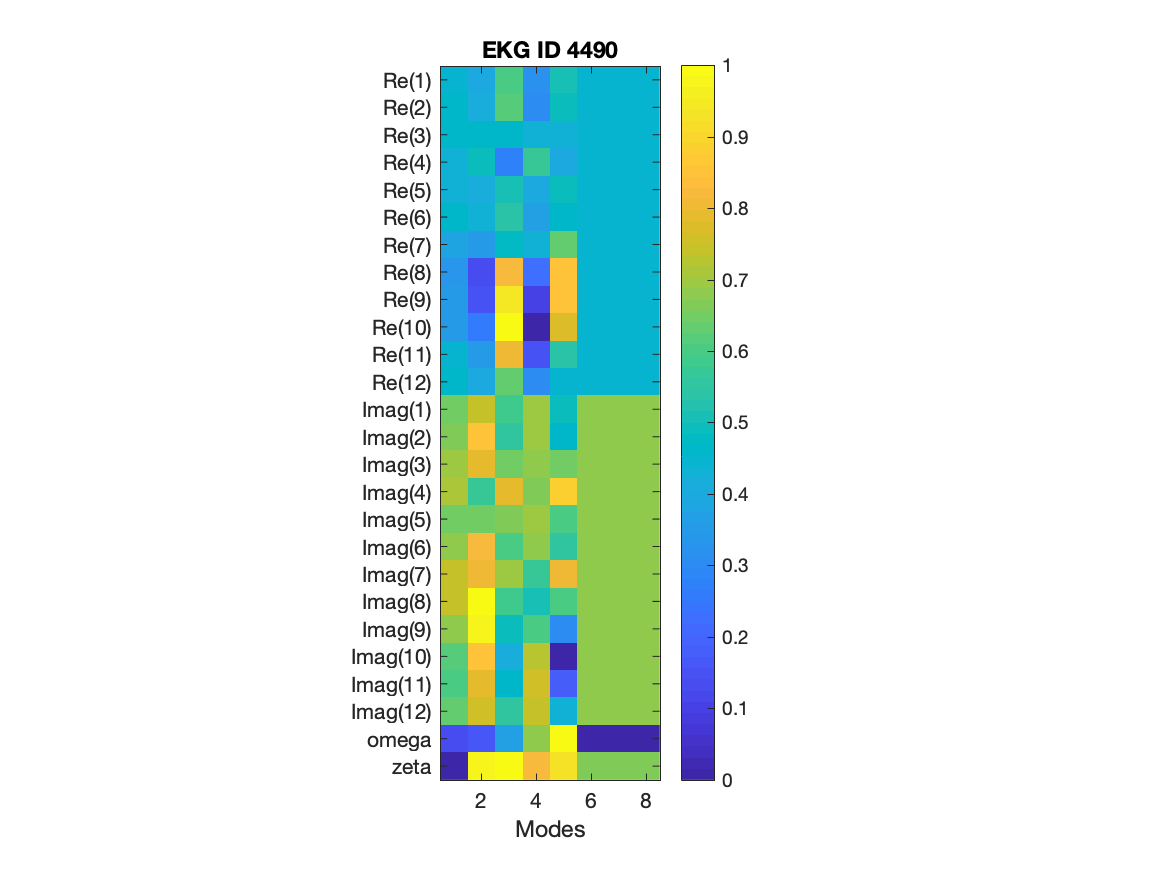 EKG ID 4490
Re(1)
Re(2)
Re(3)
Re(4)
Re(5)
Re(6)
Re(7)
Re(8)
Re(9)
Re(10)
Re(11)
Re(12)
Imag(1)
Imag(2)
Imag(3)
Imag(4)
Imag(5)
Imag(6)
Imag(7)
Imag(8)
Imag(9)
Imag(10)
Imag(11)
Imag(12)
omega
zeta
2 4 6 8
Modes
1
0.9
0.8
0.7
0.6
0.5
0.4
0.3
0.2
0.1
0